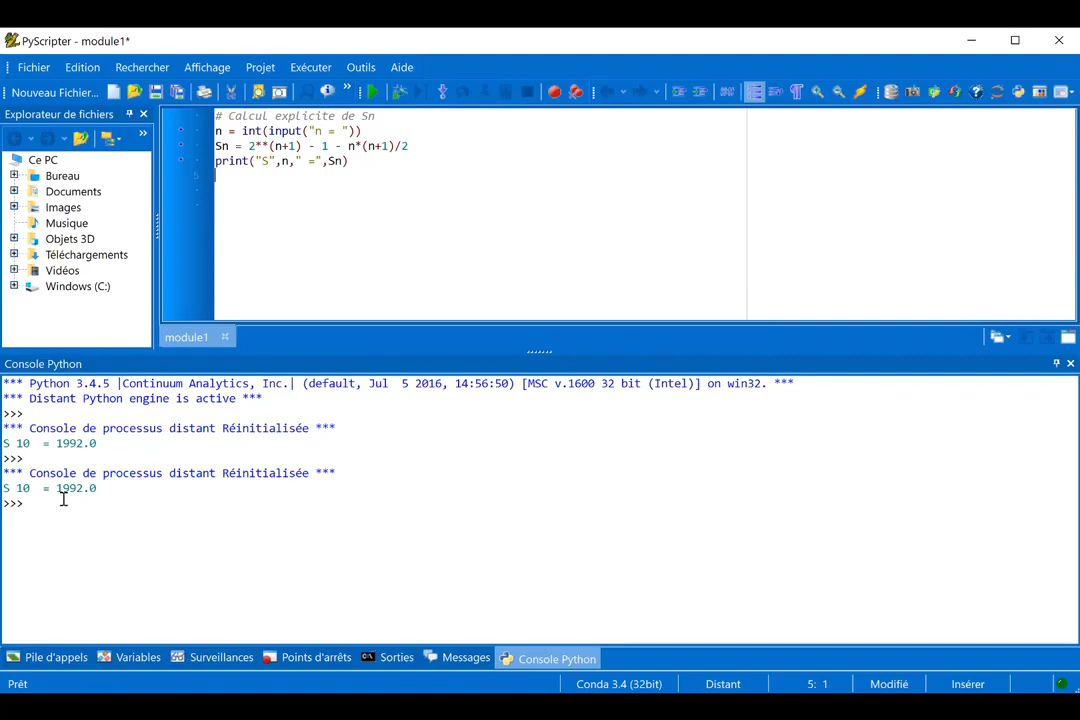 PyScripter - module1*
Fichier Edition Rechercher Affichage Projet Exécuter Outils Aide
Nouveau Fichier...
Explorateur de fichiers
Ce PC
Bureau
Documents
Images
Musique
Objets 3D
Téléchargements
Vidéos
Windows (C:)
# Calcul explicite de Sn
n = int(input("n = "))
Sn = 2**(n+1) - 1 - n*(n+1)/2
print("S",n," =",Sn)
5
module1
Console Python
*** Python 3.4.5 |Continuum Analytics, Inc.| (default, Jul  5 2016, 14:56:50) [MSC v.1600 32 bit (Intel)] on win32. ***
*** Distant Python engine is active ***
>>>
*** Console de processus distant Réinitialisée ***
S 10  = 1992.0
>>>
*** Console de processus distant Réinitialisée ***
S 10  = 1992.0
>>>
Pile d'appels Variables Surveillances Points d'arrêts Sorties Messages Console Python
Prêt Conda 3.4 (32bit) Distant 5: 1 Modifié Insérer